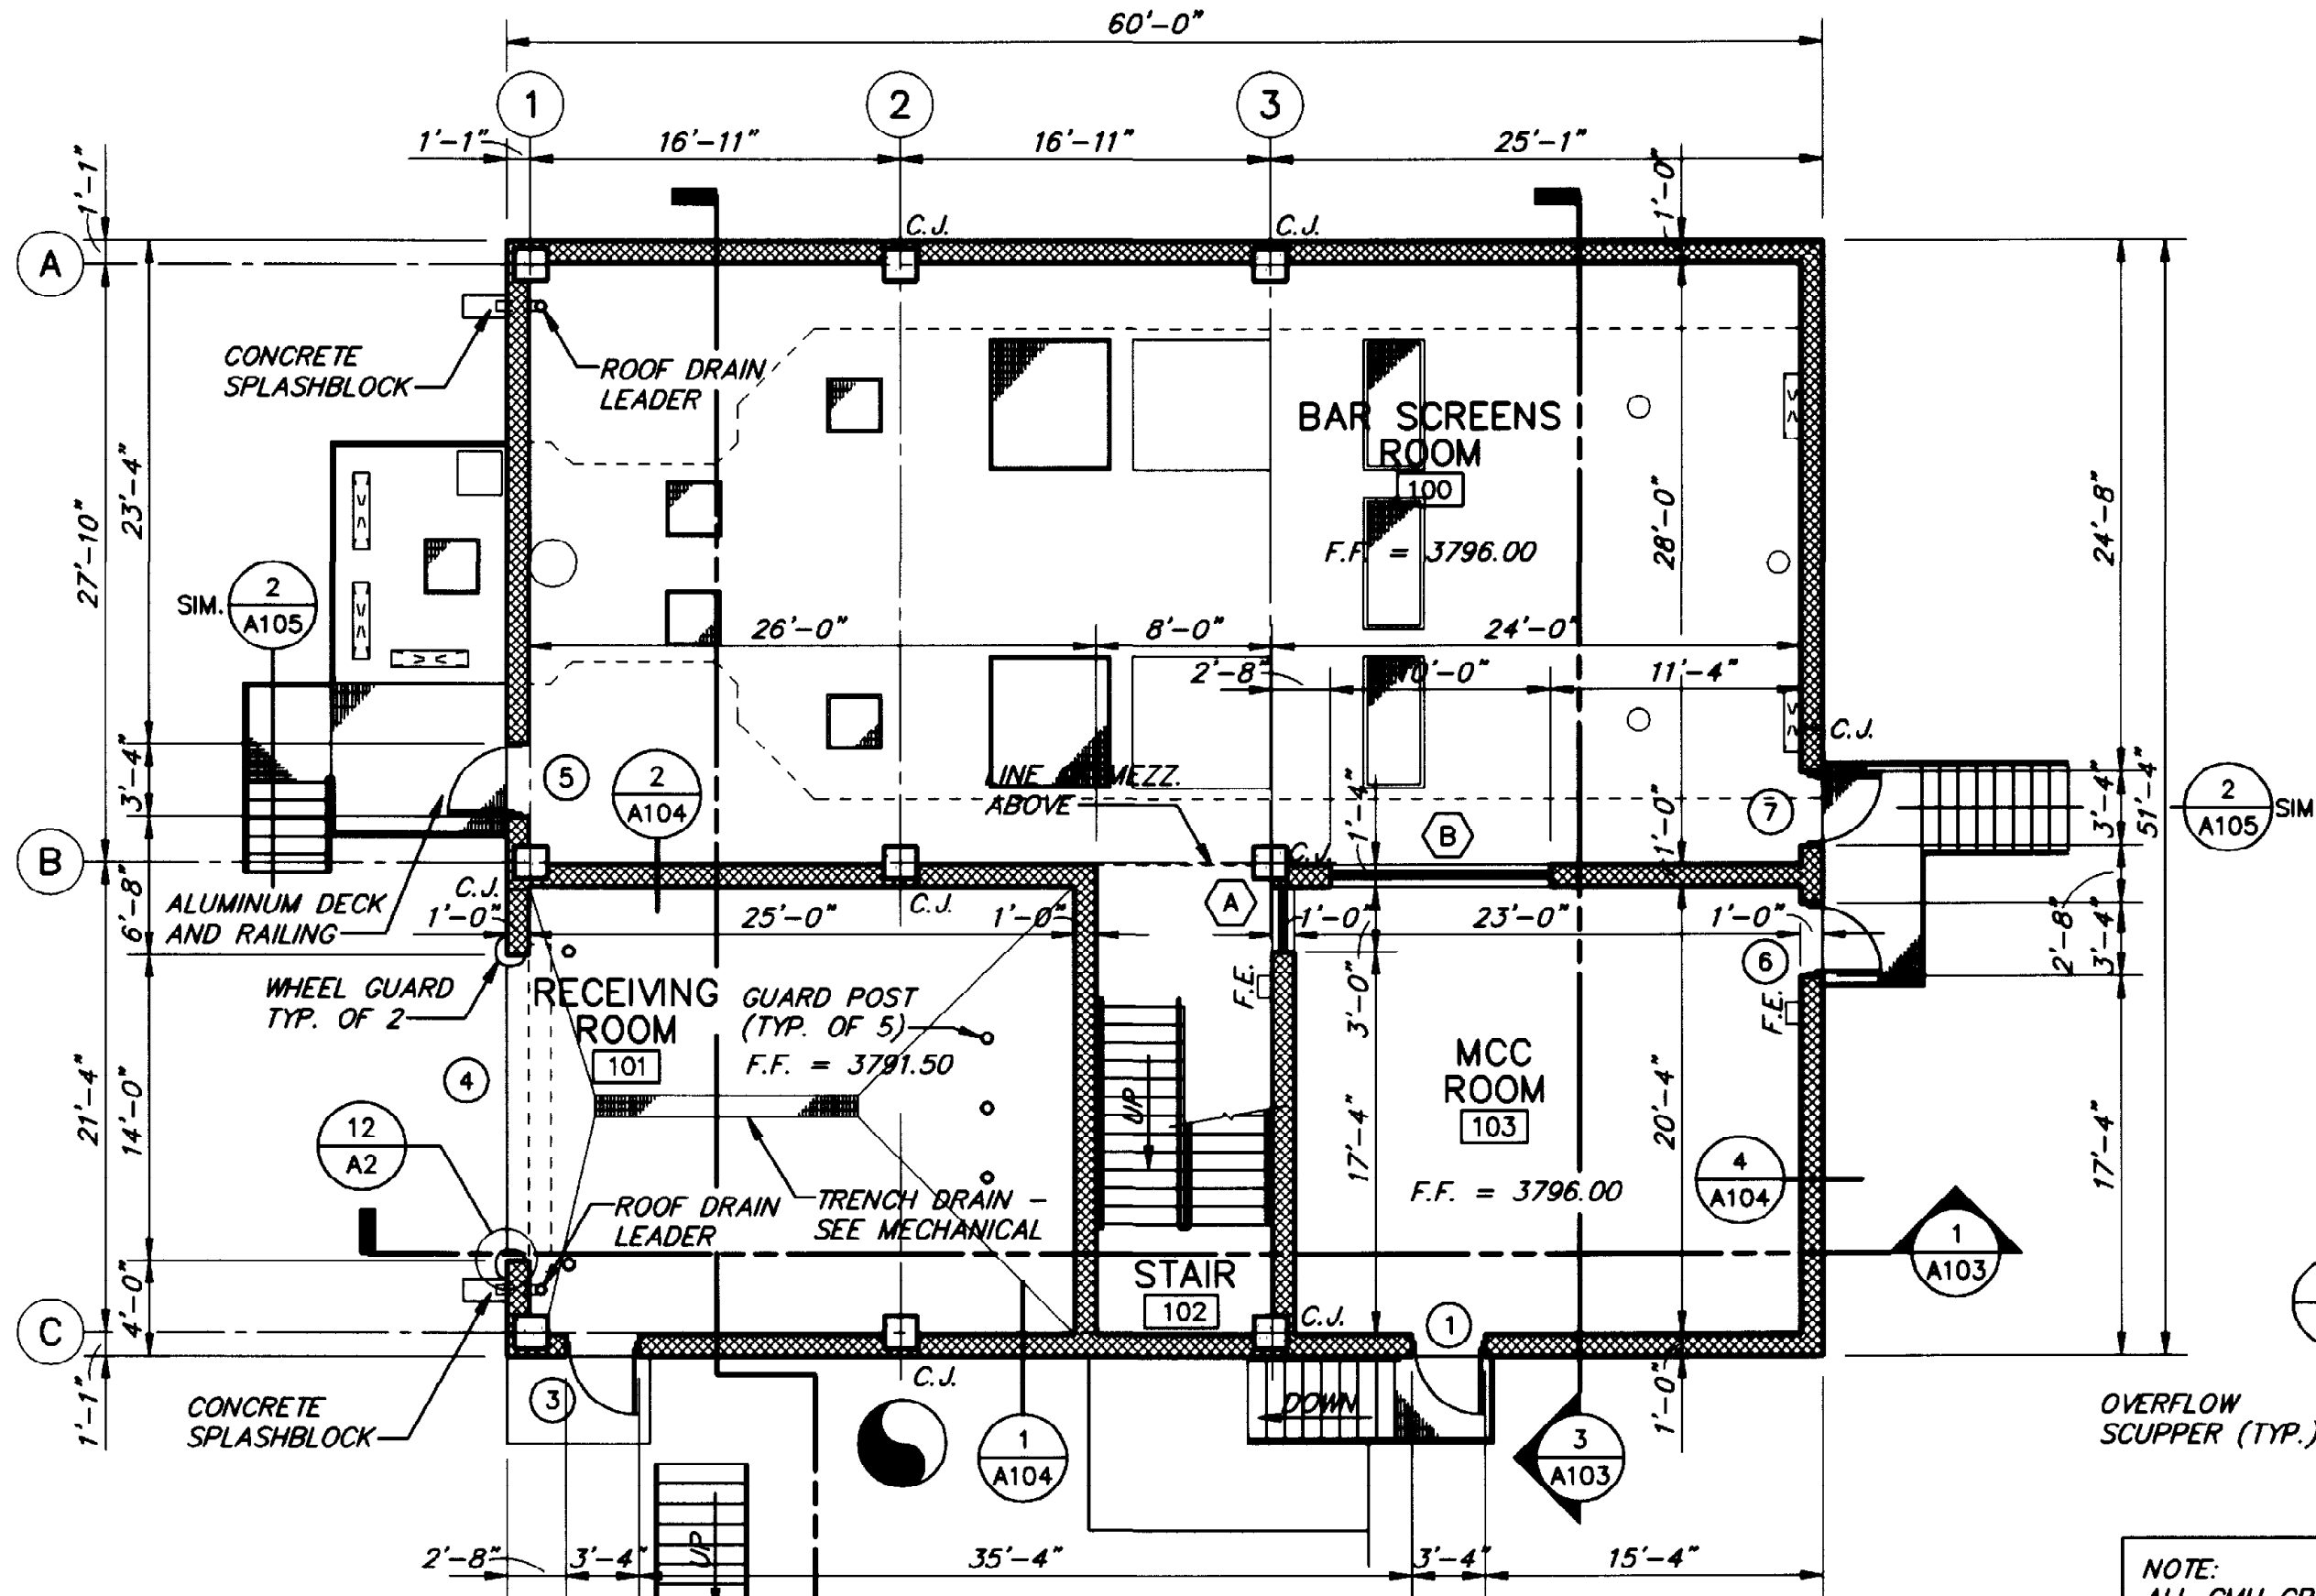 60'-0"
1 2 3
1'-1" 16'-11" 16'-11" 25'-1"
1'-1"
1'-0"
A
C.J. C.J.
CONCRETE
SPLASHBLOCK
ROOF DRAIN
LEADER
BAR SCREENS
ROOM
100
F.F. = 3796.00
23'-4"
27'-10"
28'-0"
24'-8"
SIM. 2
A105
26'-0" 8'-0" 24'-0"
2'-8" 11'-4"
C.J.
3'-4"
5
2
A104
ABOVE
1'-4"
B
1'-0"
7
3'-4"
51'-4"
2
A105
SIM
B
6'-8"
ALUMINUM DECK
AND RAILING
C.J.
C.J.
1'-0" 25'-0" 1'-0"
A
1'-0" 23'-0" 1'-0"
2'-8"
3'-4"
6
WHEEL GUARD
TYP. OF 2
RECEIVING
ROOM
101
GUARD POST
(TYP. OF 5)
F.F. = 3791.50
F.E.
3'-0"
F.E.
MCC
ROOM
103
F.F. = 3796.00
4
21'-4"
14'-0"
UP
17'-4"
20'-4"
17'-4"
12
A2
4
A104
ROOF DRAIN
LEADER
TRENCH DRAIN -
SEE MECHANICAL
1
A103
STAIR
102
C.J.
1
C
4'-0"
1'-1"
3
C.J.
DOWN
1'-0"
CONCRETE
SPLASHBLOCK
1
A104
3
A103
OVERFLOW
SCUPPER (TYP.)
UP
2'-8" 3'-4" 35'-4" 3'-4" 15'-4"
NOTE: